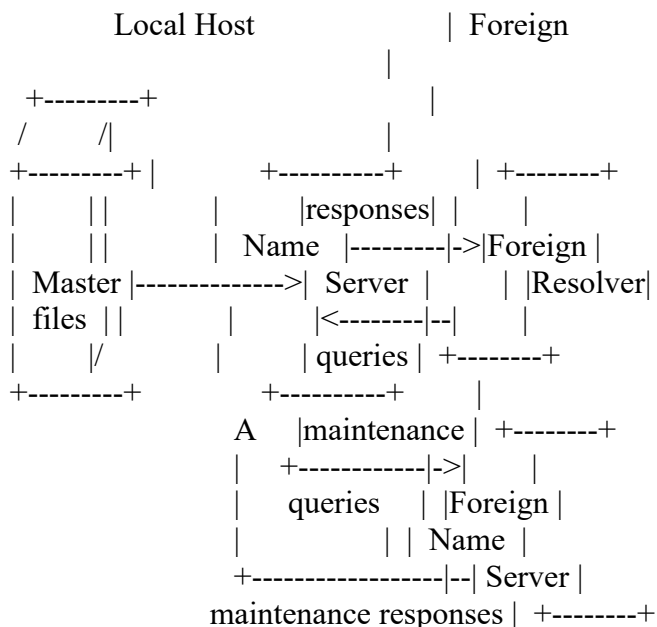 Local Host | Foreign
|
+---------+ |
/ /| |
+---------+ | +----------+ | +--------+
| | | | |responses| | |
| | | | Name |---------|->|Foreign |
| Master |-------------->| Server | | |Resolver|
| files | | | |<--------|--| |
| |/ | | queries | +--------+
+---------+ +----------+ |
A |maintenance | +--------+
| +------------|->| |
| queries | |Foreign |
| | | Name |
+------------------|--| Server |
maintenance responses | +--------+